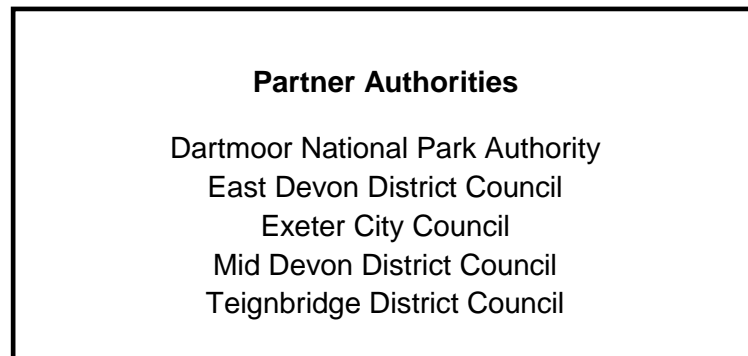 Partner Authorities
Dartmoor National Park Authority
East Devon District Council
Exeter City Council
Mid Devon District Council
Teignbridge District Council